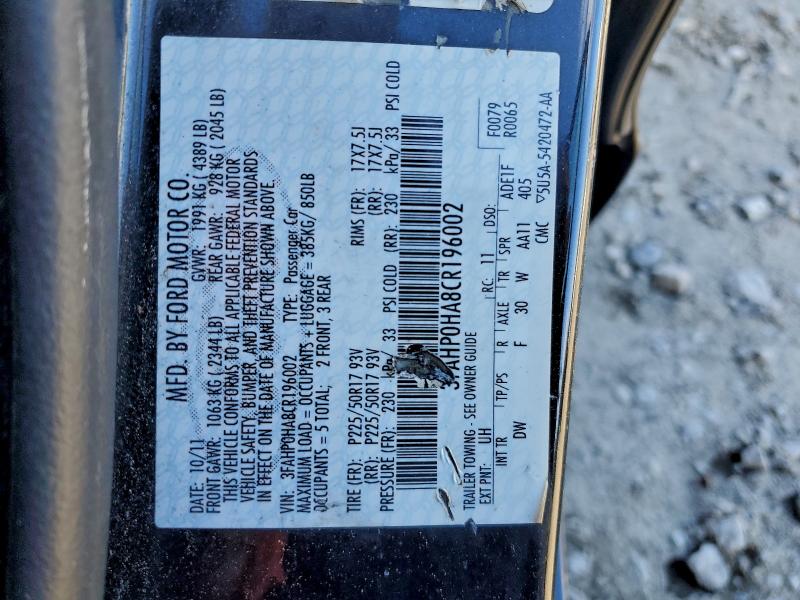 MFD. BY FORD MOTOR CO.
DATE: 10/11 GVWR: 1991 KG ( 4389 LB)
FRONT GAWR: 1063 KG ( 2344 LB) REAR GAWR: 928 KG ( 2045 LB)
THIS VEHICLE CONFORMS TO ALL APPLICABLE FEDERAL MOTOR
VEHICLE SAFETY, BUMPER, AND THEFT PREVENTION STANDARDS
IN EFFECT ON THE DATE OF MANUFACTURE SHOWN ABOVE.
VIN: 3FAHP0HA8CR196002 TYPE: Passenger Car
MAXIMUM LOAD = OCCUPANTS + LUGGAGE = 385KG/ 850LB
OCCUPANTS = 5 TOTAL; 2 FRONT, 3 REAR
TIRE (FR): P225/50R17 93V RIMS (FR): 17X7.5J
(RR): P225/50R17 93V (RR): 17X7.5J
PRESSURE (FR): 230 kPa/ 33 PSI COLD (RR): 230 kPa/ 33 PSI COLD
3FAHP0HA8CR196002
TRAILER TOWING - SEE OWNER GUIDE F0079
R0065
EXT PNT: UH RC: 11 DSO:
INT TR TP/PS R AXLE TR SPR ADE1F
DW F 30 W AA11 405
CMC ▽5U5A-5420472-AA